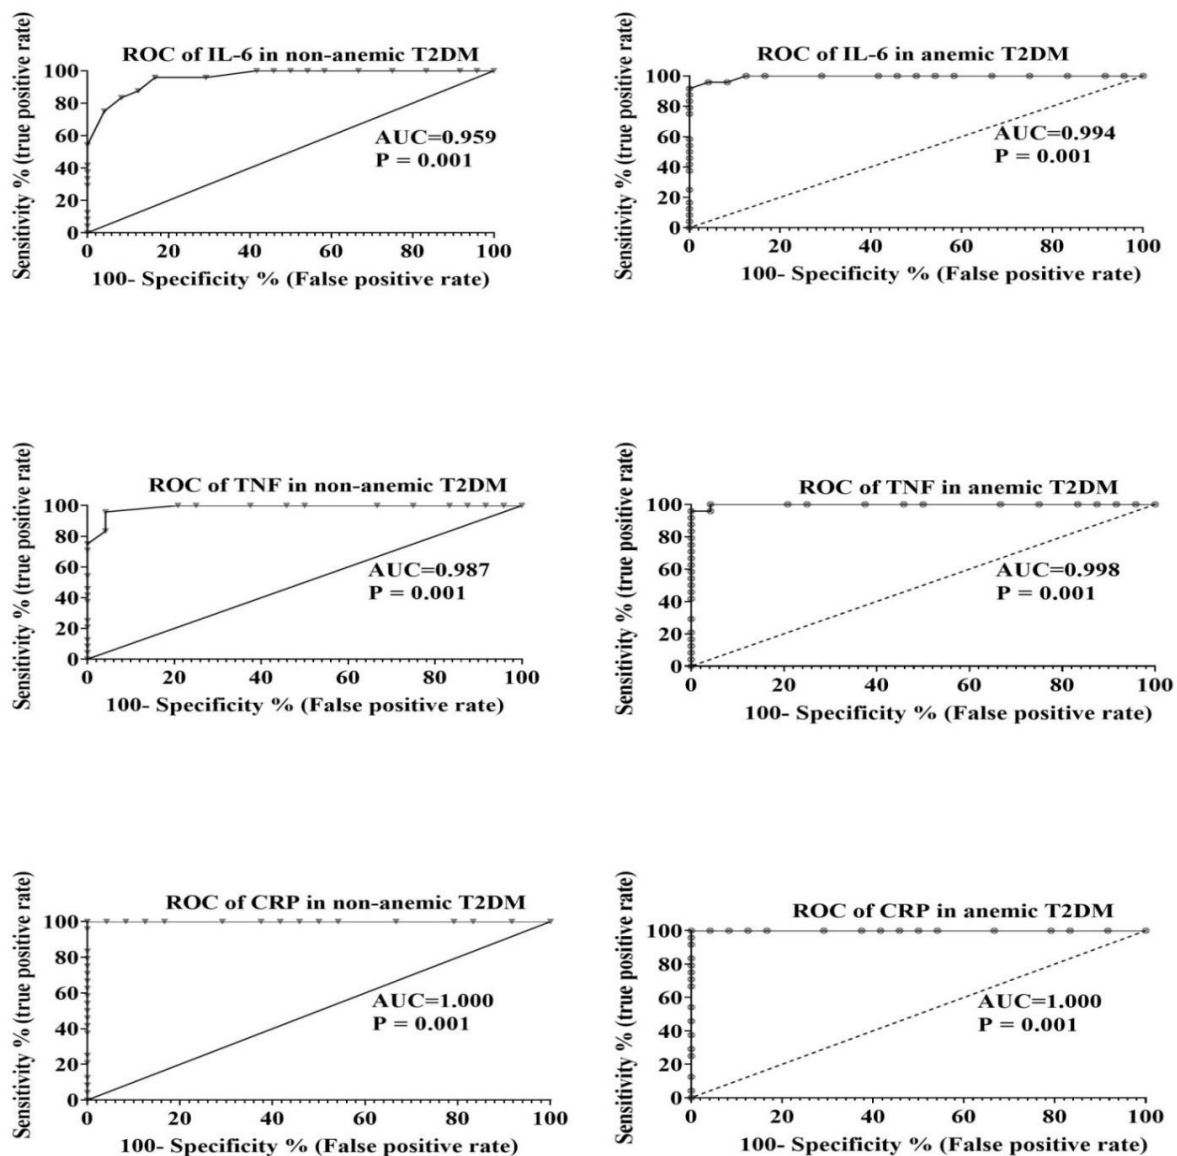 ROC of IL-6 in non-anemic T2DM
Sensitivity % (true positive rate)
100
80
60
40
20
0
AUC=0.959
P = 0.001
0 20 40 60 80 100
100- Specificity % (False positive rate)
ROC of IL-6 in anemic T2DM
Sensitivity % (true positive rate)
100
80
60
40
20
0
AUC=0.994
P = 0.001
0 20 40 60 80 100
100- Specificity % (False positive rate)
ROC of TNF in non-anemic T2DM
Sensitivity % (true positive rate)
100
80
60
40
20
0
AUC=0.987
P = 0.001
0 20 40 60 80 100
100- Specificity % (False positive rate)
ROC of TNF in anemic T2DM
Sensitivity % (true positive rate)
100
80
60
40
20
0
AUC=0.998
P = 0.001
0 20 40 60 80 100
100- Specificity % (False positive rate)
ROC of CRP in non-anemic T2DM
Sensitivity % (true positive rate)
100
80
60
40
20
0
AUC=1.000
P = 0.001
0 20 40 60 80 100
100- Specificity % (False positive rate)
ROC of CRP in anemic T2DM
Sensitivity % (true positive rate)
100
80
60
40
20
0
AUC=1.000
P = 0.001
0 20 40 60 80 100
100- Specificity % (False positive rate)